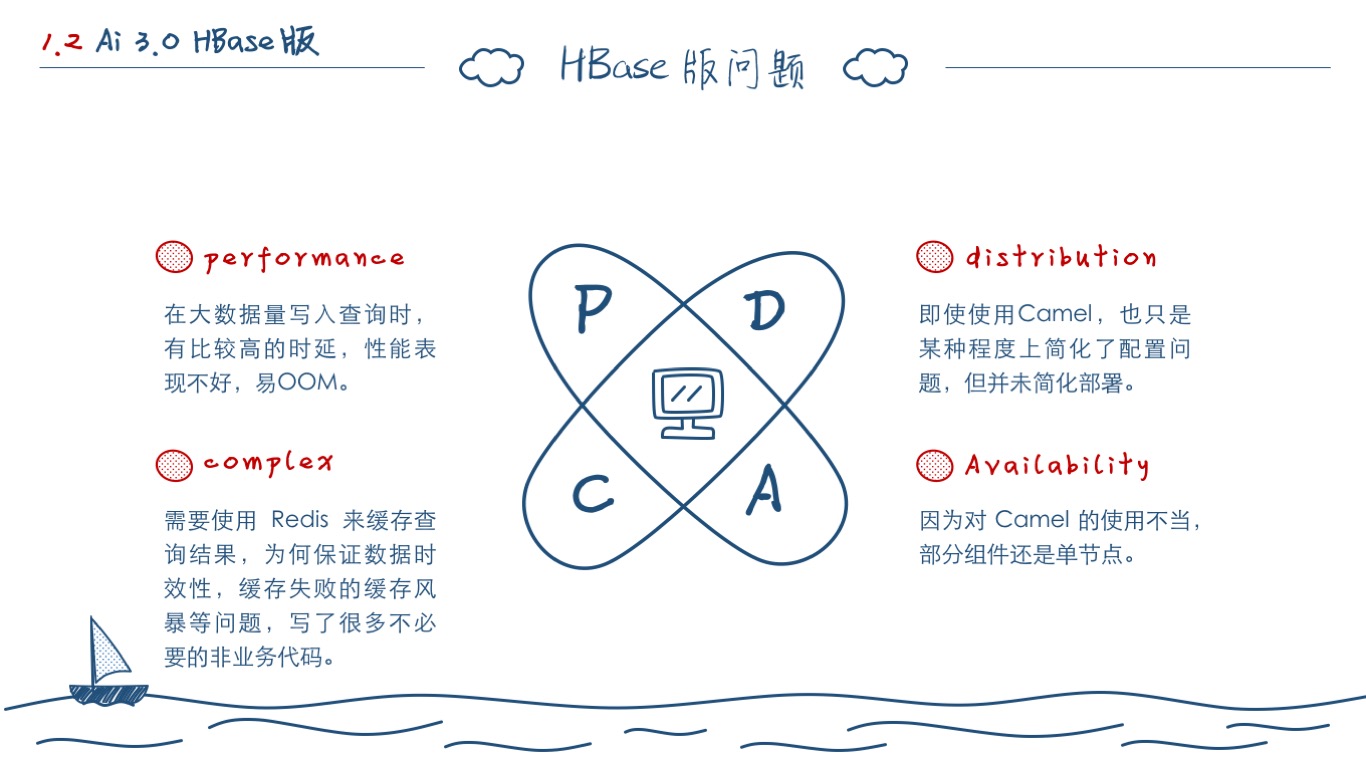 1.2 Ai 3.0 HBase版
HBase 版问题
performance
在大数据量写入查询时，
有比较高的时延，性能表
现不好，易OOM。
complex
需要使用 Redis 来缓存查
询结果，为何保证数据时
效性，缓存失败的缓存风
暴等问题，写了很多不必
要的非业务代码。
P
D
C
A
distribution
即使使用Camel，也只是
某种程度上简化了配置问
题，但并未简化部署。
Availability
因为对 Camel 的使用不当，
部分组件还是单节点。